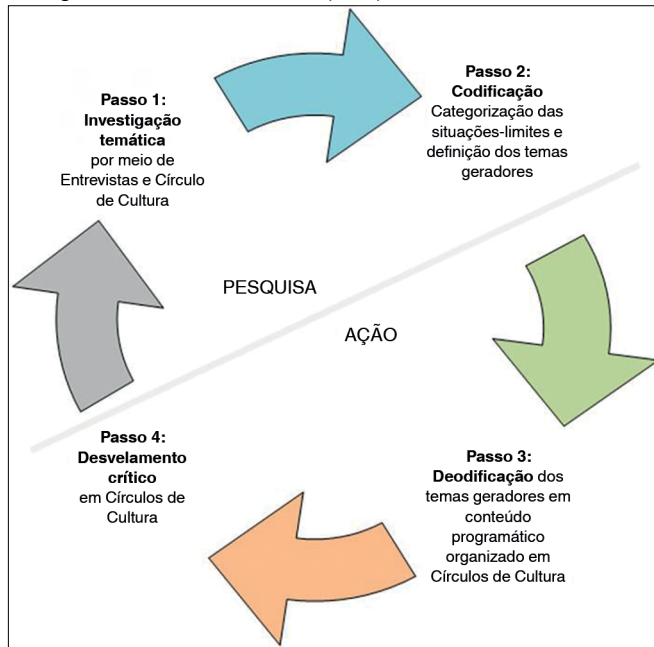 Passo 1:
Investigação
temática
por meio de
Entrevistas e Círculo
de Cultura
Passo 2:
Codificação
Categorização das
situações-limites e
definição dos temas
geradores
PESQUISA
AÇÃO
Passo 3:
Deodificação dos
temas geradores em
conteúdo
programático
organizado em
Círculos de Cultura
Passo 4:
Desvelamento
crítico
em Círculos de
Cultura